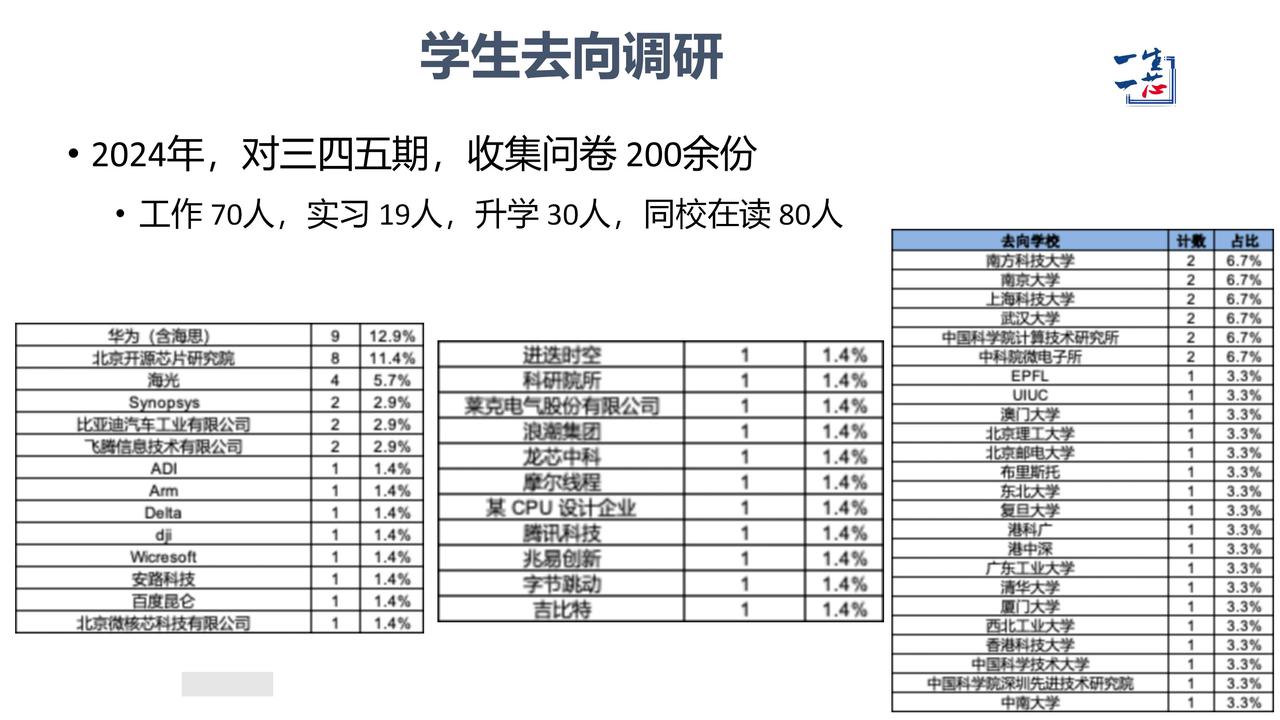 学生去向调研
一生一芯
• 2024年，对三四五期，收集问卷 200余份
• 工作 70人，实习 19人，升学 30人，同校在读 80人
华为（含海思） 9 12.9%
北京开源芯片研究院 8 11.4%
海光 4 5.7%
Synopsys 2 2.9%
比亚迪汽车工业有限公司 2 2.9%
飞腾信息技术有限公司 2 2.9%
ADI 1 1.4%
Arm 1 1.4%
Delta 1 1.4%
dji 1 1.4%
Wicresoft 1 1.4%
安路科技 1 1.4%
百度昆仑 1 1.4%
北京微核芯科技有限公司 1 1.4%
进迭时空 1 1.4%
科研院所 1 1.4%
莱克电气股份有限公司 1 1.4%
浪潮集团 1 1.4%
龙芯中科 1 1.4%
摩尔线程 1 1.4%
某 CPU 设计企业 1 1.4%
腾讯科技 1 1.4%
兆易创新 1 1.4%
字节跳动 1 1.4%
吉比特 1 1.4%
去向学校 计数 占比
南方科技大学 2 6.7%
南京大学 2 6.7%
上海科技大学 2 6.7%
武汉大学 2 6.7%
中国科学院计算技术研究所 2 6.7%
中科院微电子所 2 6.7%
EPFL 1 3.3%
UIUC 1 3.3%
澳门大学 1 3.3%
北京理工大学 1 3.3%
北京邮电大学 1 3.3%
布里斯托 1 3.3%
东北大学 1 3.3%
复旦大学 1 3.3%
港科广 1 3.3%
港中深 1 3.3%
广东工业大学 1 3.3%
清华大学 1 3.3%
厦门大学 1 3.3%
西北工业大学 1 3.3%
香港科技大学 1 3.3%
中国科学技术大学 1 3.3%
中国科学院深圳先进技术研究院 1 3.3%
中南大学 1 3.3%